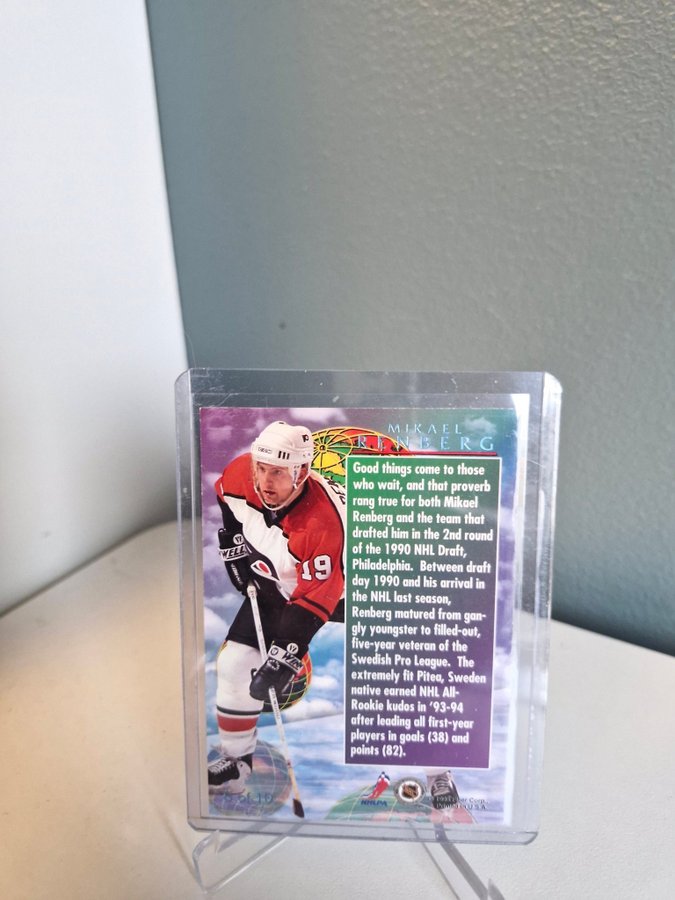 MIKAEL
RENBERG
Good things come to those
who wait, and that proverb
rang true for both Mikael
Renberg and the team that
drafted him in the 2nd round
of the 1990 NHL Draft,
Philadelphia. Between draft
day 1990 and his arrival in
the NHL last season,
Renberg matured from gan-
gly youngster to filled-out,
five-year veteran of the
Swedish Pro League. The
extremely fit Pitea, Sweden
native earned NHL All-
Rookie kudos in '93-94
after leading all first-year
players in goals (38) and
points (82).
19
of 10
NHLPA
Corp.
U.S.A.